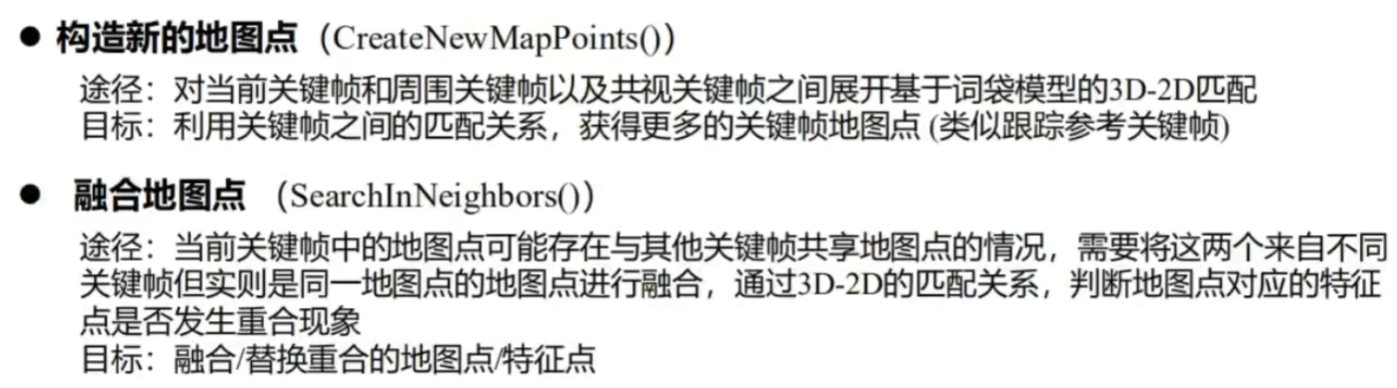 ● 构造新的地图点（CreateNewMapPoints()）
途径：对当前关键帧和周围关键帧以及共视关键帧之间展开基于词袋模型的3D-2D匹配
目标：利用关键帧之间的匹配关系，获得更多的关键帧地图点 (类似跟踪参考关键帧)
● 融合地图点 （SearchInNeighbors()）
途径：当前关键帧中的地图点可能存在与其他关键帧共享地图点的情况，需要将这两个来自不同
关键帧但实则是同一地图点的地图点进行融合，通过3D-2D的匹配关系，判断地图点对应的特征
点是否发生重合现象
目标：融合/替换重合的地图点/特征点